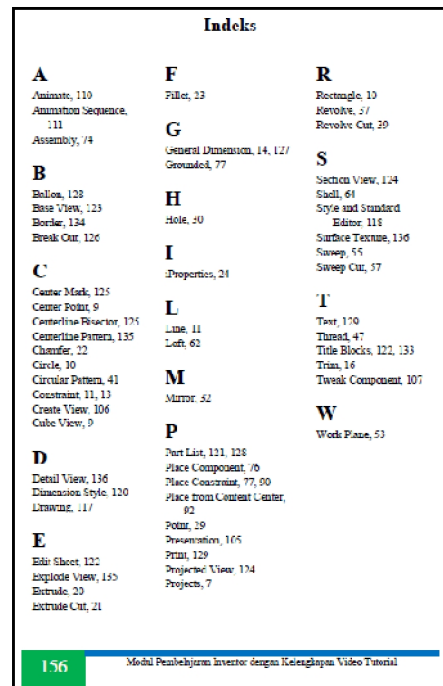 Indeks
A
Animate, 110
Animation Sequence,
111
Assembly, 74
B
Ballon, 128
Base View, 123
Border, 134
Break Out, 126
C
Center Mark, 125
Center Point, 9
Centerline Bisector, 125
Centerline Pattern, 135
Chamfer, 22
Circle, 10
Circular Pattern, 41
Constraint, 11, 13
Create View, 106
Cube View, 9
D
Detail View, 136
Dimension Style, 120
Drawing, 117
E
Edit Sheet, 122
Explode View, 135
Extrude, 20
Extrude Cut, 21
F
Fillet, 23
G
General Dimension, 14, 127
Grounded, 77
H
Hole, 30
I
iProperties, 24
L
Line, 11
Loft, 62
M
Mirror, 32
P
Part List, 121, 128
Place Component, 76
Place Constraint, 77, 90
Place from Content Center,
92
Point, 29
Presentation, 105
Print, 129
Projected View, 124
Projects, 7
R
Rectangle, 10
Revolve, 37
Revolve Cut, 39
S
Section View, 124
Shell, 64
Style and Standard
Editor, 118
Surface Texture, 136
Sweep, 55
Sweep Cut, 57
T
Text, 129
Thread, 47
Title Blocks, 122, 133
Trim, 16
Tweak Component, 107
W
Work Plane, 53
156
Modul Pembelajaran Inventor dengan Kelengkapan Video Tutorial